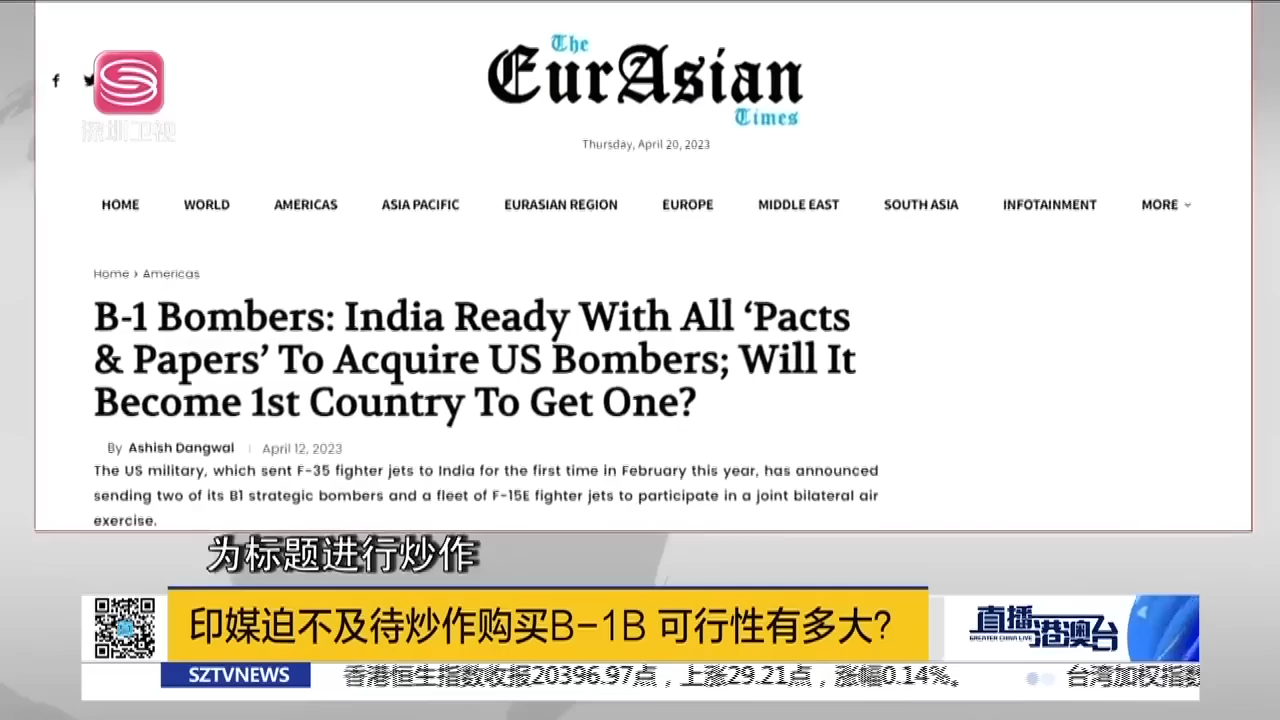 The
EurAsian
Times
Thursday, April 20, 2023
深圳卫视
HOME WORLD AMERICAS ASIA PACIFIC EURASIAN REGION EUROPE MIDDLE EAST SOUTH ASIA INFOTAINMENT MORE
Home › Americas
B-1 Bombers: India Ready With All ‘Pacts
& Papers’ To Acquire US Bombers; Will It
Become 1st Country To Get One?
By Ashish Dangwal April 12, 2023
The US military, which sent F-35 fighter jets to India for the first time in February this year, has announced
sending two of its B1 strategic bombers and a fleet of F-15E fighter jets to participate in a joint bilateral air
exercise.
为标题进行炒作
印媒迫不及待炒作购买B-1B 可行性有多大?
直播港澳台
GREATER CHINA LIVE
SZTVNEWS
香港恒生指数收报20396.97点，上涨29.21点，涨幅0.14%。 台湾加权指数